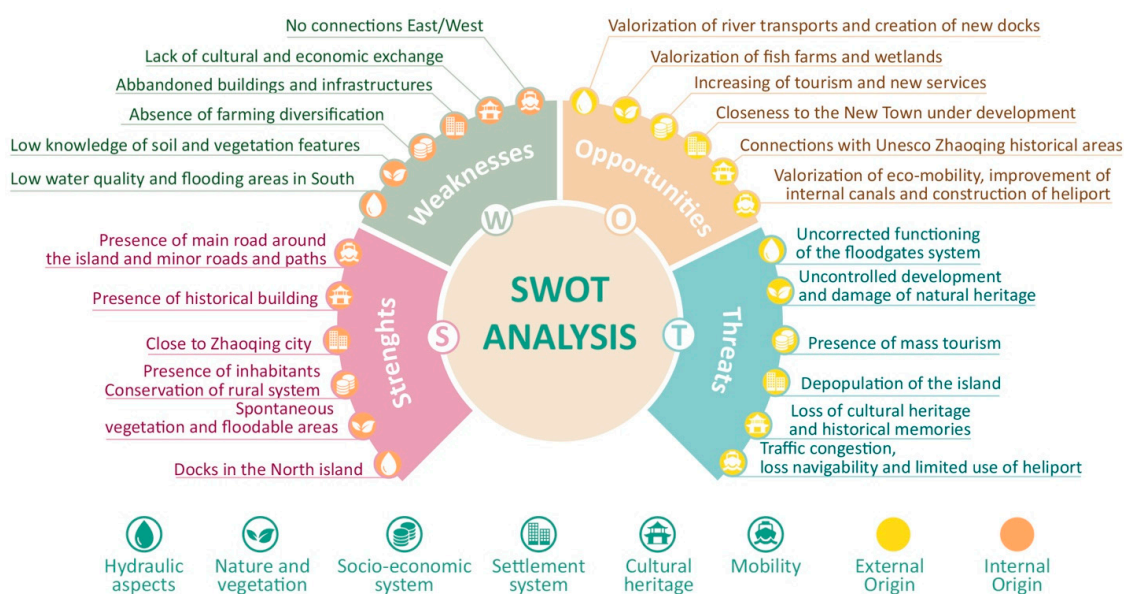 No connections East/West
Lack of cultural and economic exchange
Abbandoned buildings and infrastructures
Absence of farming diversification
Low knowledge of soil and vegetation features
Low water quality and flooding areas in South
Weaknesses
W
Valorization of river transports and creation of new docks
Valorization of fish farms and wetlands
Increasing of tourism and new services
Closeness to the New Town under development
Connections with Unesco Zhaoqing historical areas
Valorization of eco-mobility, improvement of
internal canals and construction of heliport
Opportunities
O
Presence of main road around
the island and minor roads and paths
Presence of historical building
Close to Zhaoqing city
Presence of inhabitants
Conservation of rural system
Spontaneous
vegetation and floodable areas
Docks in the North island
Strenghts
S
SWOT
ANALYSIS
T
Threats
Uncorrected functioning
of the floodgates system
Uncontrolled development
and damage of natural heritage
Presence of mass tourism
Depopulation of the island
Loss of cultural heritage
and historical memories
Traffic congestion,
loss navigability and limited use of heliport
Hydraulic
aspects
Nature and
vegetation
Socio-economic
system
Settlement
system
Cultural
heritage
Mobility
External
Origin
Internal
Origin